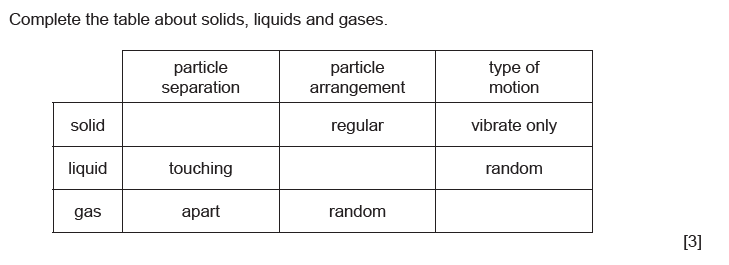 Complete the table about solids, liquids and gases.
particle separation particle arrangement type of motion
solid regular vibrate only
liquid touching random
gas apart random
[3]